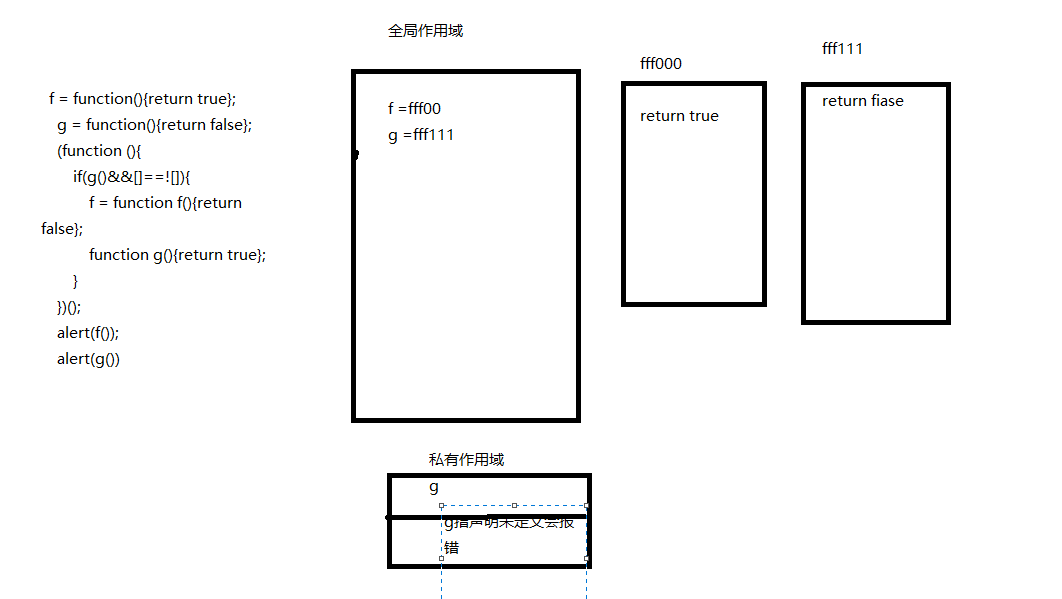 f = function(){return true};
g = function(){return false};
(function (){
if(g()&&[]==![]){
f = function f(){return
false};
function g(){return true};
}
})();
alert(f());
alert(g())
全局作用域
f =fff00
g =fff111
fff000
return true
fff111
return fiase
私有作用域
g
g指声明未定义会报
错